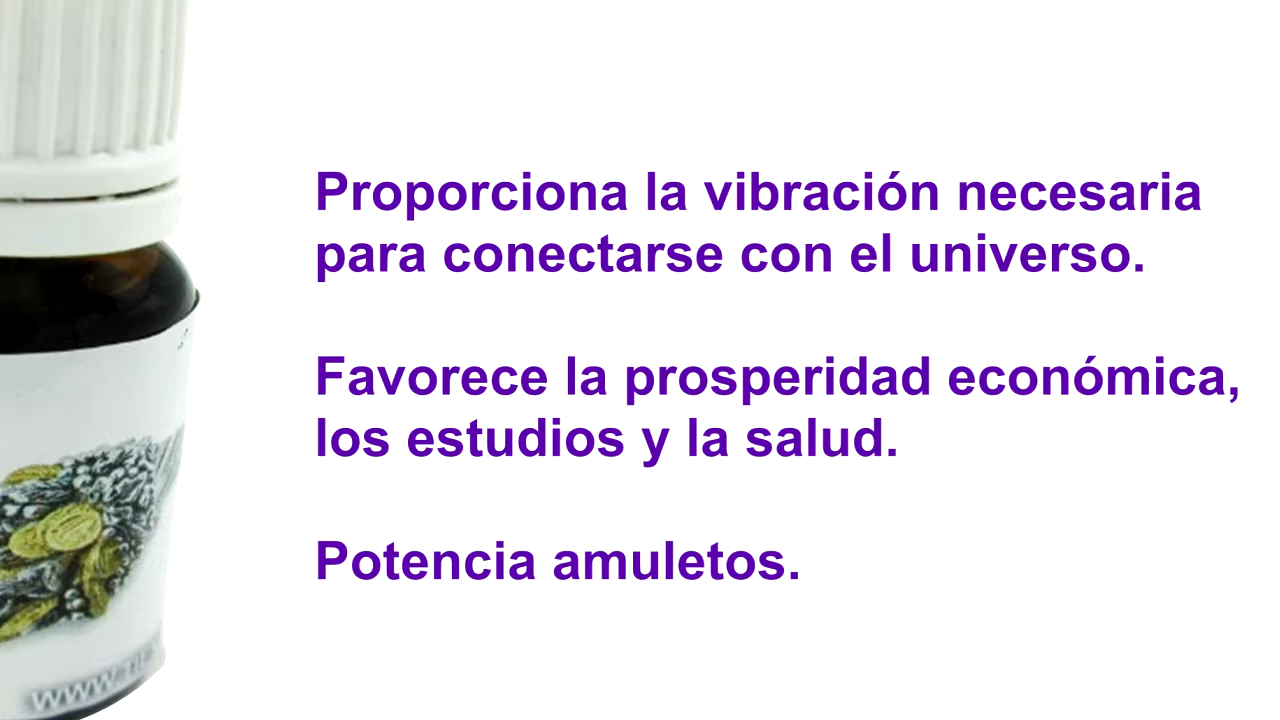 Proporciona la vibración necesaria
para conectarse con el universo.
Favorece la prosperidad económica,
los estudios y la salud.
Potencia amuletos.
www